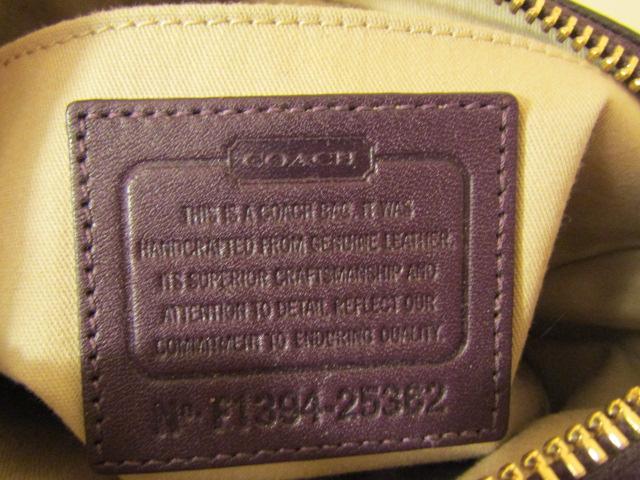 COACH
THIS IS A COACH BAG. IT WAS
HANDCRAFTED FROM GENUINE LEATHER.
ITS SUPERIOR CRAFTSMANSHIP AND
ATTENTION TO DETAIL REFLECT OUR
COMMITMENT TO ENDURING QUALITY.
Nº F1394-25362